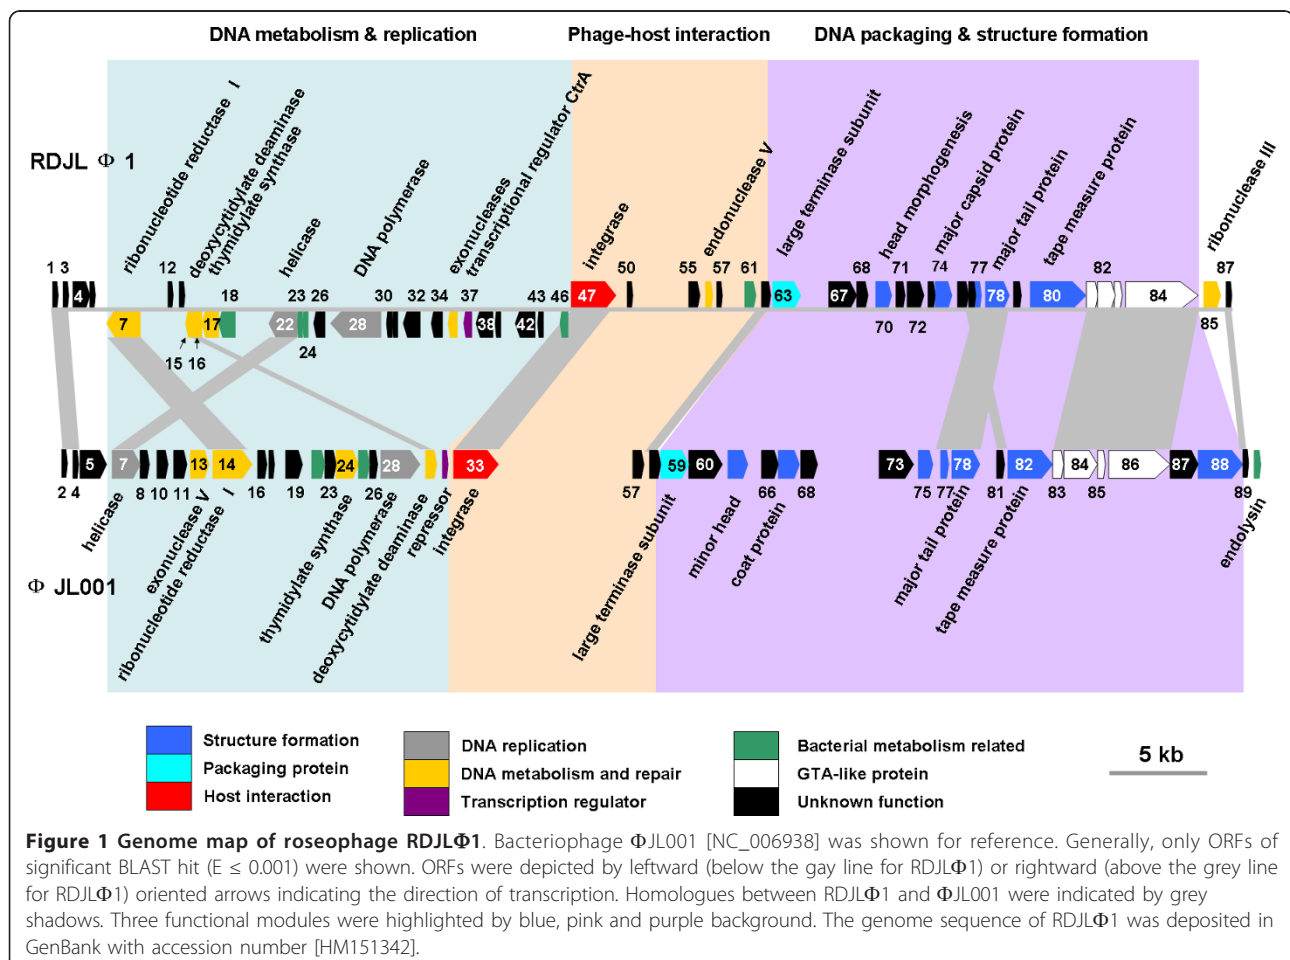 DNA metabolism & replication
Phage-host interaction
DNA packaging & structure formation
RDJL Φ 1
ribonucleotide reductase I
deoxycytidylate deaminase
thymidylate synthase
helicase
DNA polymerase
exonucleases
transcriptional regulator CtrA
integrase
endonuclease V
large terminase subunit
head morphogenesis
major capsid protein
major tail protein
tape measure protein
ribonuclease III
1 3 4 12 18 23 26 30 32 34 37 43 46 47 50 55 57 61 63 67 68 71 74 77 78 80 82 84 87
7 15 16 17 22 24 28 38 42 70 72 85
5 7 13 14 24 28 33 59 60 73 78 82 84 86 87 88
2 4 8 10 11 16 19 23 26 57 66 68 75 77 81 83 85 89
helicase
exonuclease V
ribonucleotide reductase I
thymidylate synthase
DNA polymerase
deoxycytidylate deaminase
repressor
integrase
large terminase subunit
minor head
coat protein
major tail protein
tape measure protein
endolysin
Φ JL001
Structure formation
Packaging protein
Host interaction
DNA replication
DNA metabolism and repair
Transcription regulator
Bacterial metabolism related
GTA-like protein
Unknown function
5 kb
Figure 1 Genome map of roseophage RDJLΦ1. Bacteriophage ΦJL001 [NC_006938] was shown for reference. Generally, only ORFs of
significant BLAST hit (E ≤ 0.001) were shown. ORFs were depicted by leftward (below the gay line for RDJLΦ1) or rightward (above the grey line
for RDJLΦ1) oriented arrows indicating the direction of transcription. Homologues between RDJLΦ1 and ΦJL001 were indicated by grey
shadows. Three functional modules were highlighted by blue, pink and purple background. The genome sequence of RDJLΦ1 was deposited in
GenBank with accession number [HM151342].